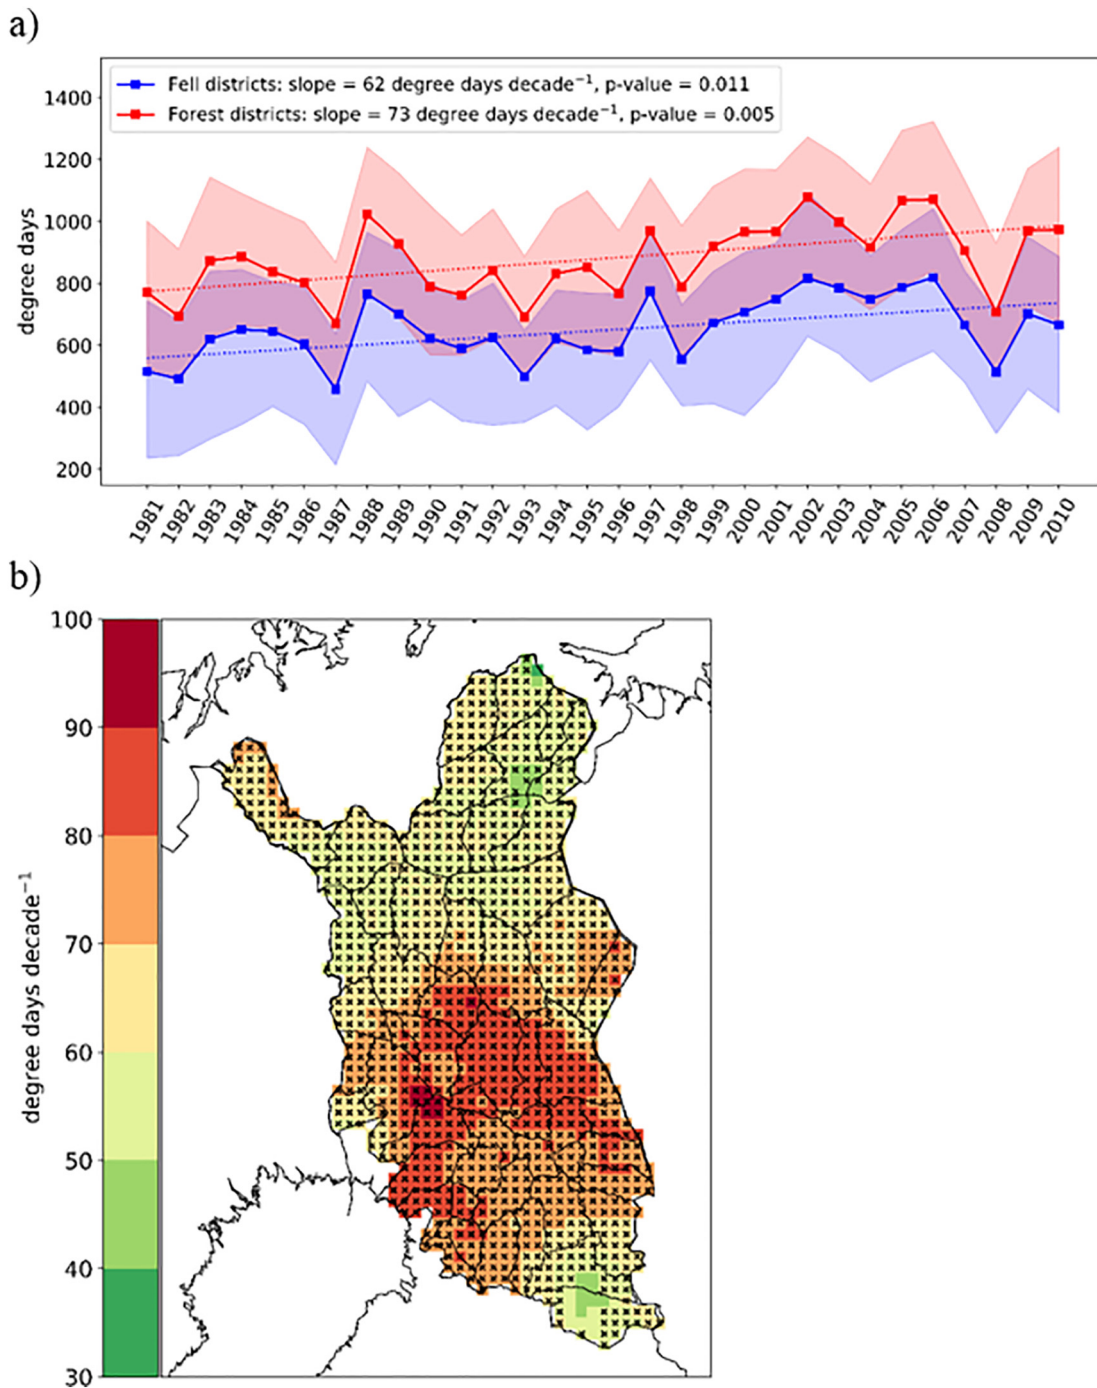 a)
Fell districts: slope = 62 degree days decade⁻¹, p-value = 0.011
Forest districts: slope = 73 degree days decade⁻¹, p-value = 0.005
degree days
1400
1200
1000
800
600
400
200
1981 1982 1983 1984 1985 1986 1987 1988 1989 1990 1991 1992 1993 1994 1995 1996 1997 1998 1999 2000 2001 2002 2003 2004 2005 2006 2007 2008 2009 2010
b)
degree days decade⁻¹
100
90
80
70
60
50
40
30